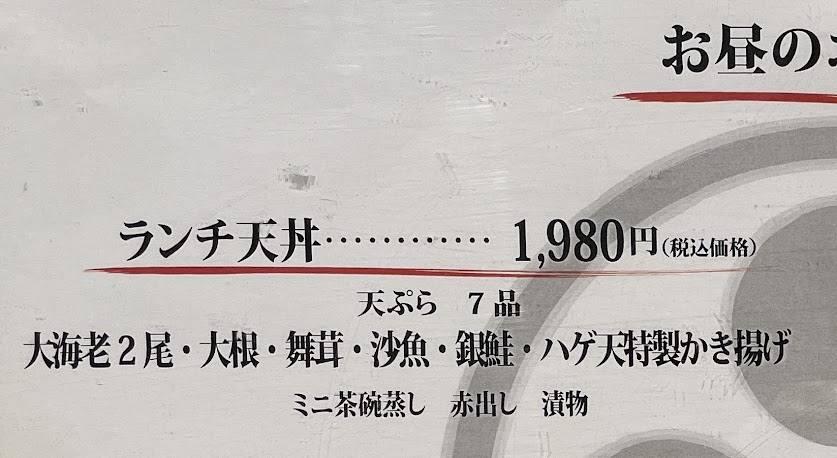 お昼の
ランチ天丼………… 1,980円(税込価格)
天ぷら　7品
大海老2尾・大根・舞茸・沙魚・銀鮭・ハゲ天特製かき揚げ
ミニ茶碗蒸し　赤出し　漬物